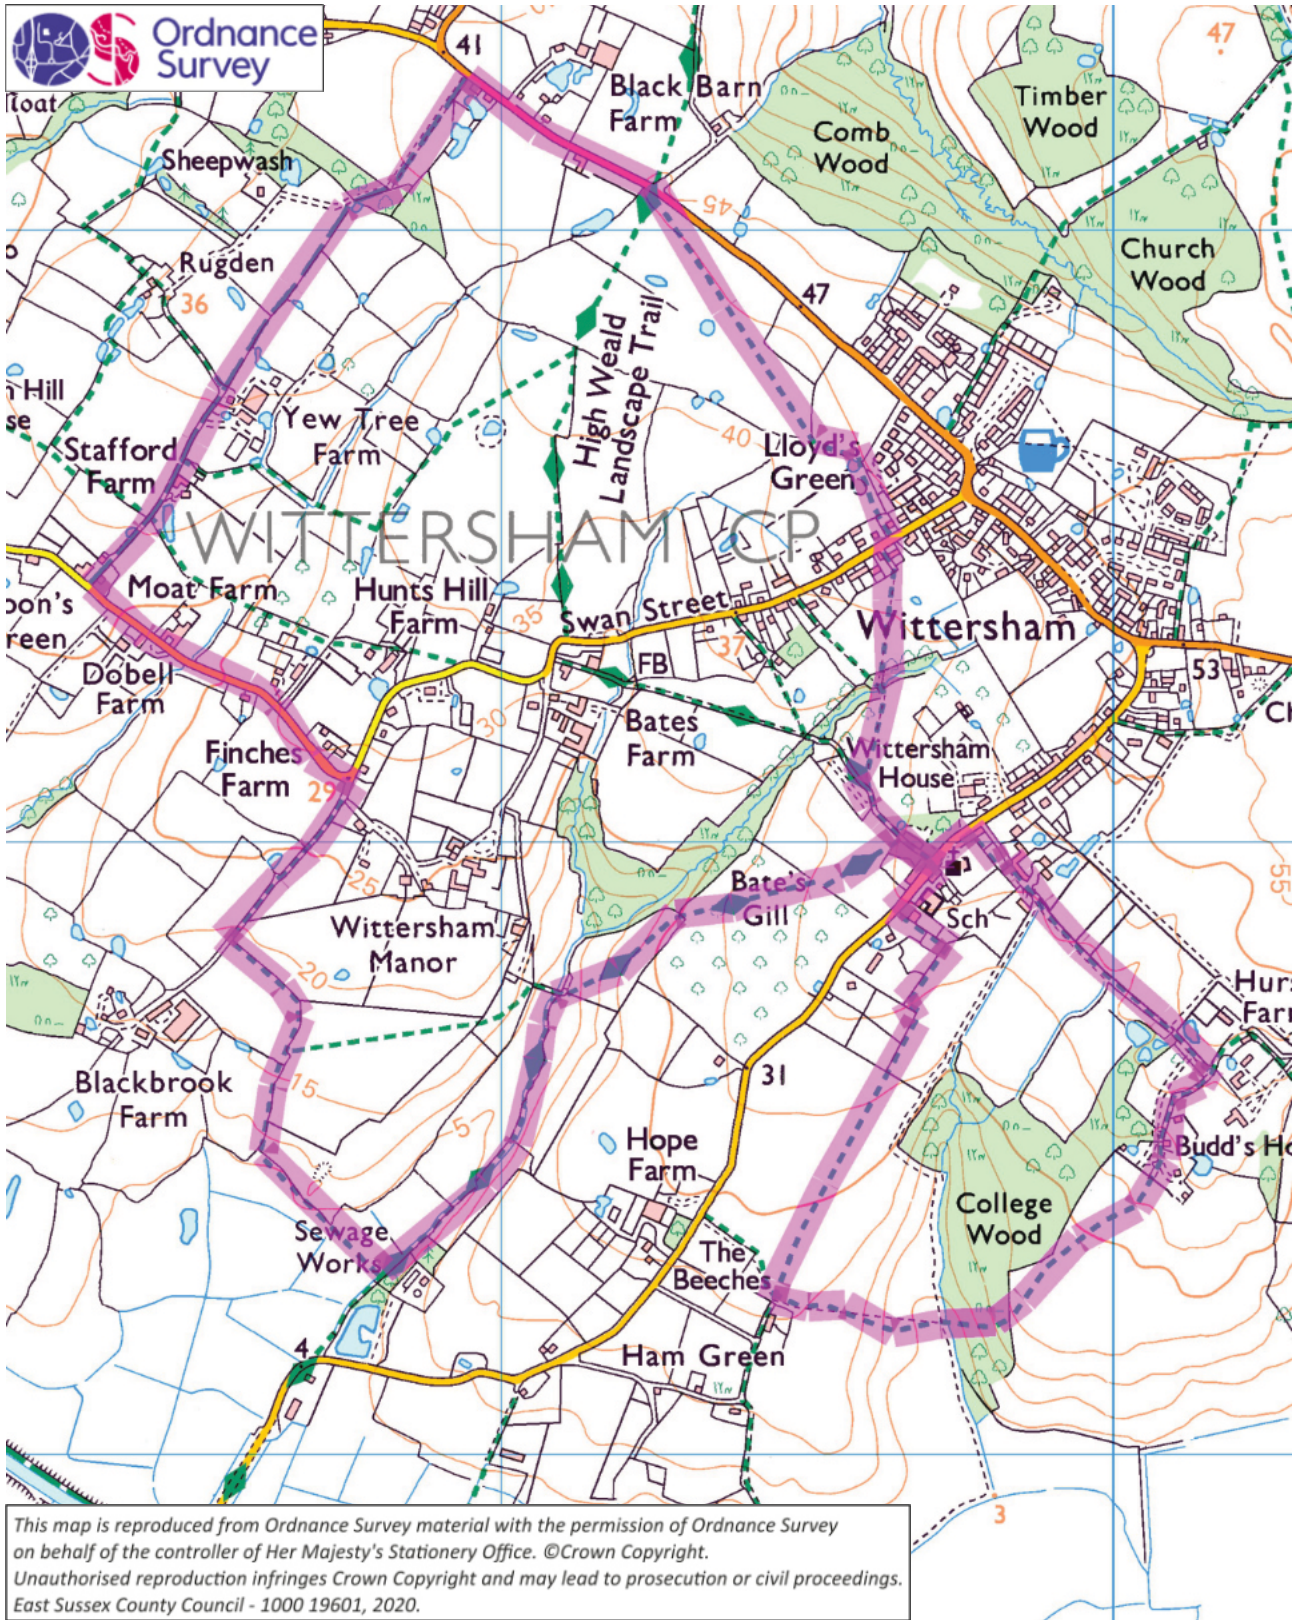 Ordnance
Survey
41
47
Black Barn
Farm
Timber
Wood
Comb
Wood
Sheepwash
45
Church
Wood
Rugden
36
47
High Weald
Landscape Trail
Hill
Yew Tree
Farm
40
Lloyd's
Green
Stafford
Farm
WITTERSHAM CP
Moat Farm
Hunts Hill
Farm
35
Swan Street
37
Wittersham
FB
53
Dobell
Farm
30
Bates
Farm
Wittersham
House
Finches
Farm
29
25
Bate's
Gill
55
Wittersham
Manor
Sch
20
31
Blackbrook
Farm
15
5
Hope
Farm
Budd's
College
Wood
Sewage
Works
The
Beeches
4
Ham Green
3
This map is reproduced from Ordnance Survey material with the permission of Ordnance Survey
on behalf of the controller of Her Majesty's Stationery Office. ©Crown Copyright.
Unauthorised reproduction infringes Crown Copyright and may lead to prosecution or civil proceedings.
East Sussex County Council - 1000 19601, 2020.